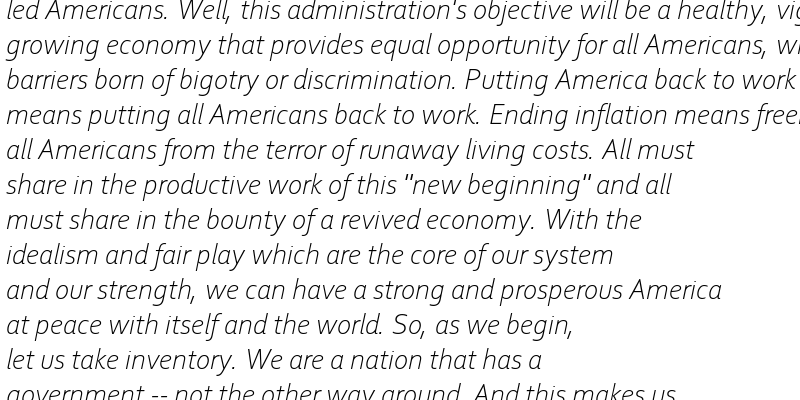 led Americans. Well, this administration's objective will be a healthy,
growing economy that provides equal opportunity for all Americans,
barriers born of bigotry or discrimination. Putting America back to work
means putting all Americans back to work. Ending inflation means
all Americans from the terror of runaway living costs. All must
share in the productive work of this "new beginning" and all
must share in the bounty of a revived economy. With the
idealism and fair play which are the core of our system
and our strength, we can have a strong and prosperous America
at peace with itself and the world. So, as we begin,
let us take inventory. We are a nation that has a
government -- not the other way around. And this makes us